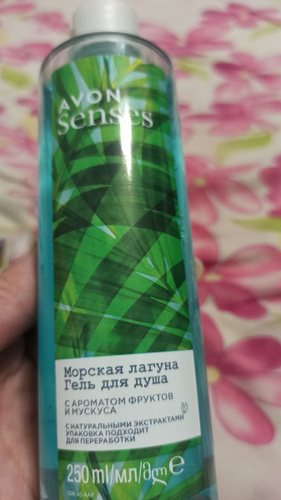 AVON
Senses
Морская лагуна
Гель для душа
С АРОМАТОМ ФРУКТОВ
И МУСКУСА
С НАТУРАЛЬНЫМИ ЭКСТРАКТАМИ
УПАКОВКА ПОДХОДИТ
ДЛЯ ПЕРЕРАБОТКИ
250 ml/мл/მლ e